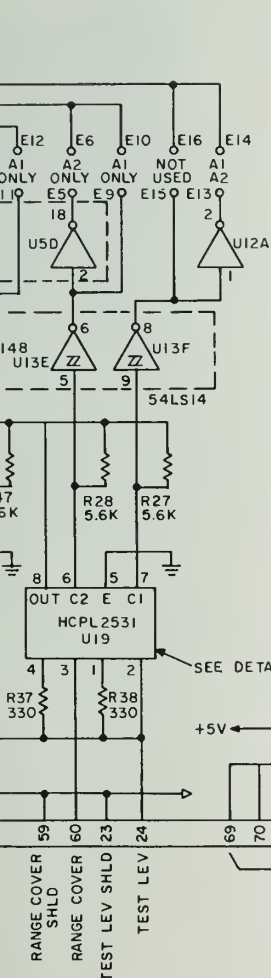 E12 E6 E10 E16 E14
A1 A2 A1 NOT A1
ONLY ONLY ONLY USED A2
E5 E9 E15 E13
18 2
U5D U12A
2 1
6 8
U13E U13F
5 9
54LS14
R28 R27
5.6K 5.6K
8 6 5 7
OUT C2 E C1
HCPL2531
U19
4 3 1 2
SEE DETA
R37 R38
330 330
+5V
59 60 23 24 69 70
RANGE COVER SHLD
RANGE COVER
TEST LEV SHLD
TEST LEV